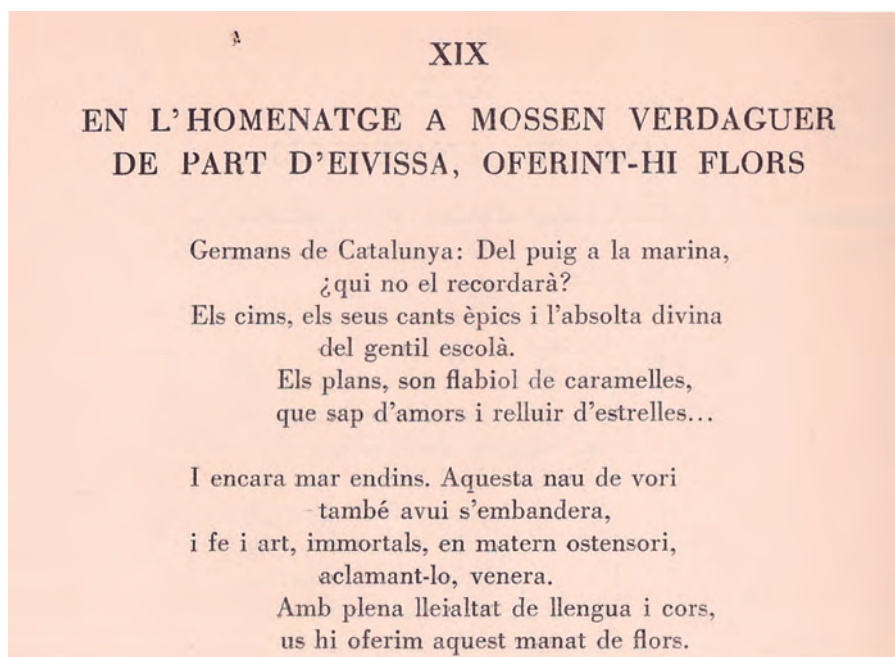 XIX
EN L'HOMENATGE A MOSSEN VERDAGUER
DE PART D'EIVISSA, OFERINT-HI FLORS
Germans de Catalunya: Del puig a la marina,
¿qui no el recordarà?
Els cims, els seus cants èpics i l'absolta divina
del gentil escolà.
Els plans, son flabiol de caramelles,
que sap d'amors i relluir d'estrelles...
I encara mar endins. Aquesta nau de vori
també avui s'embandera,
i fe i art, immortals, en matern ostensori,
aclamant-lo, venera.
Amb plena lleialtat de llengua i cors,
us hi oferim aquest manat de flors.